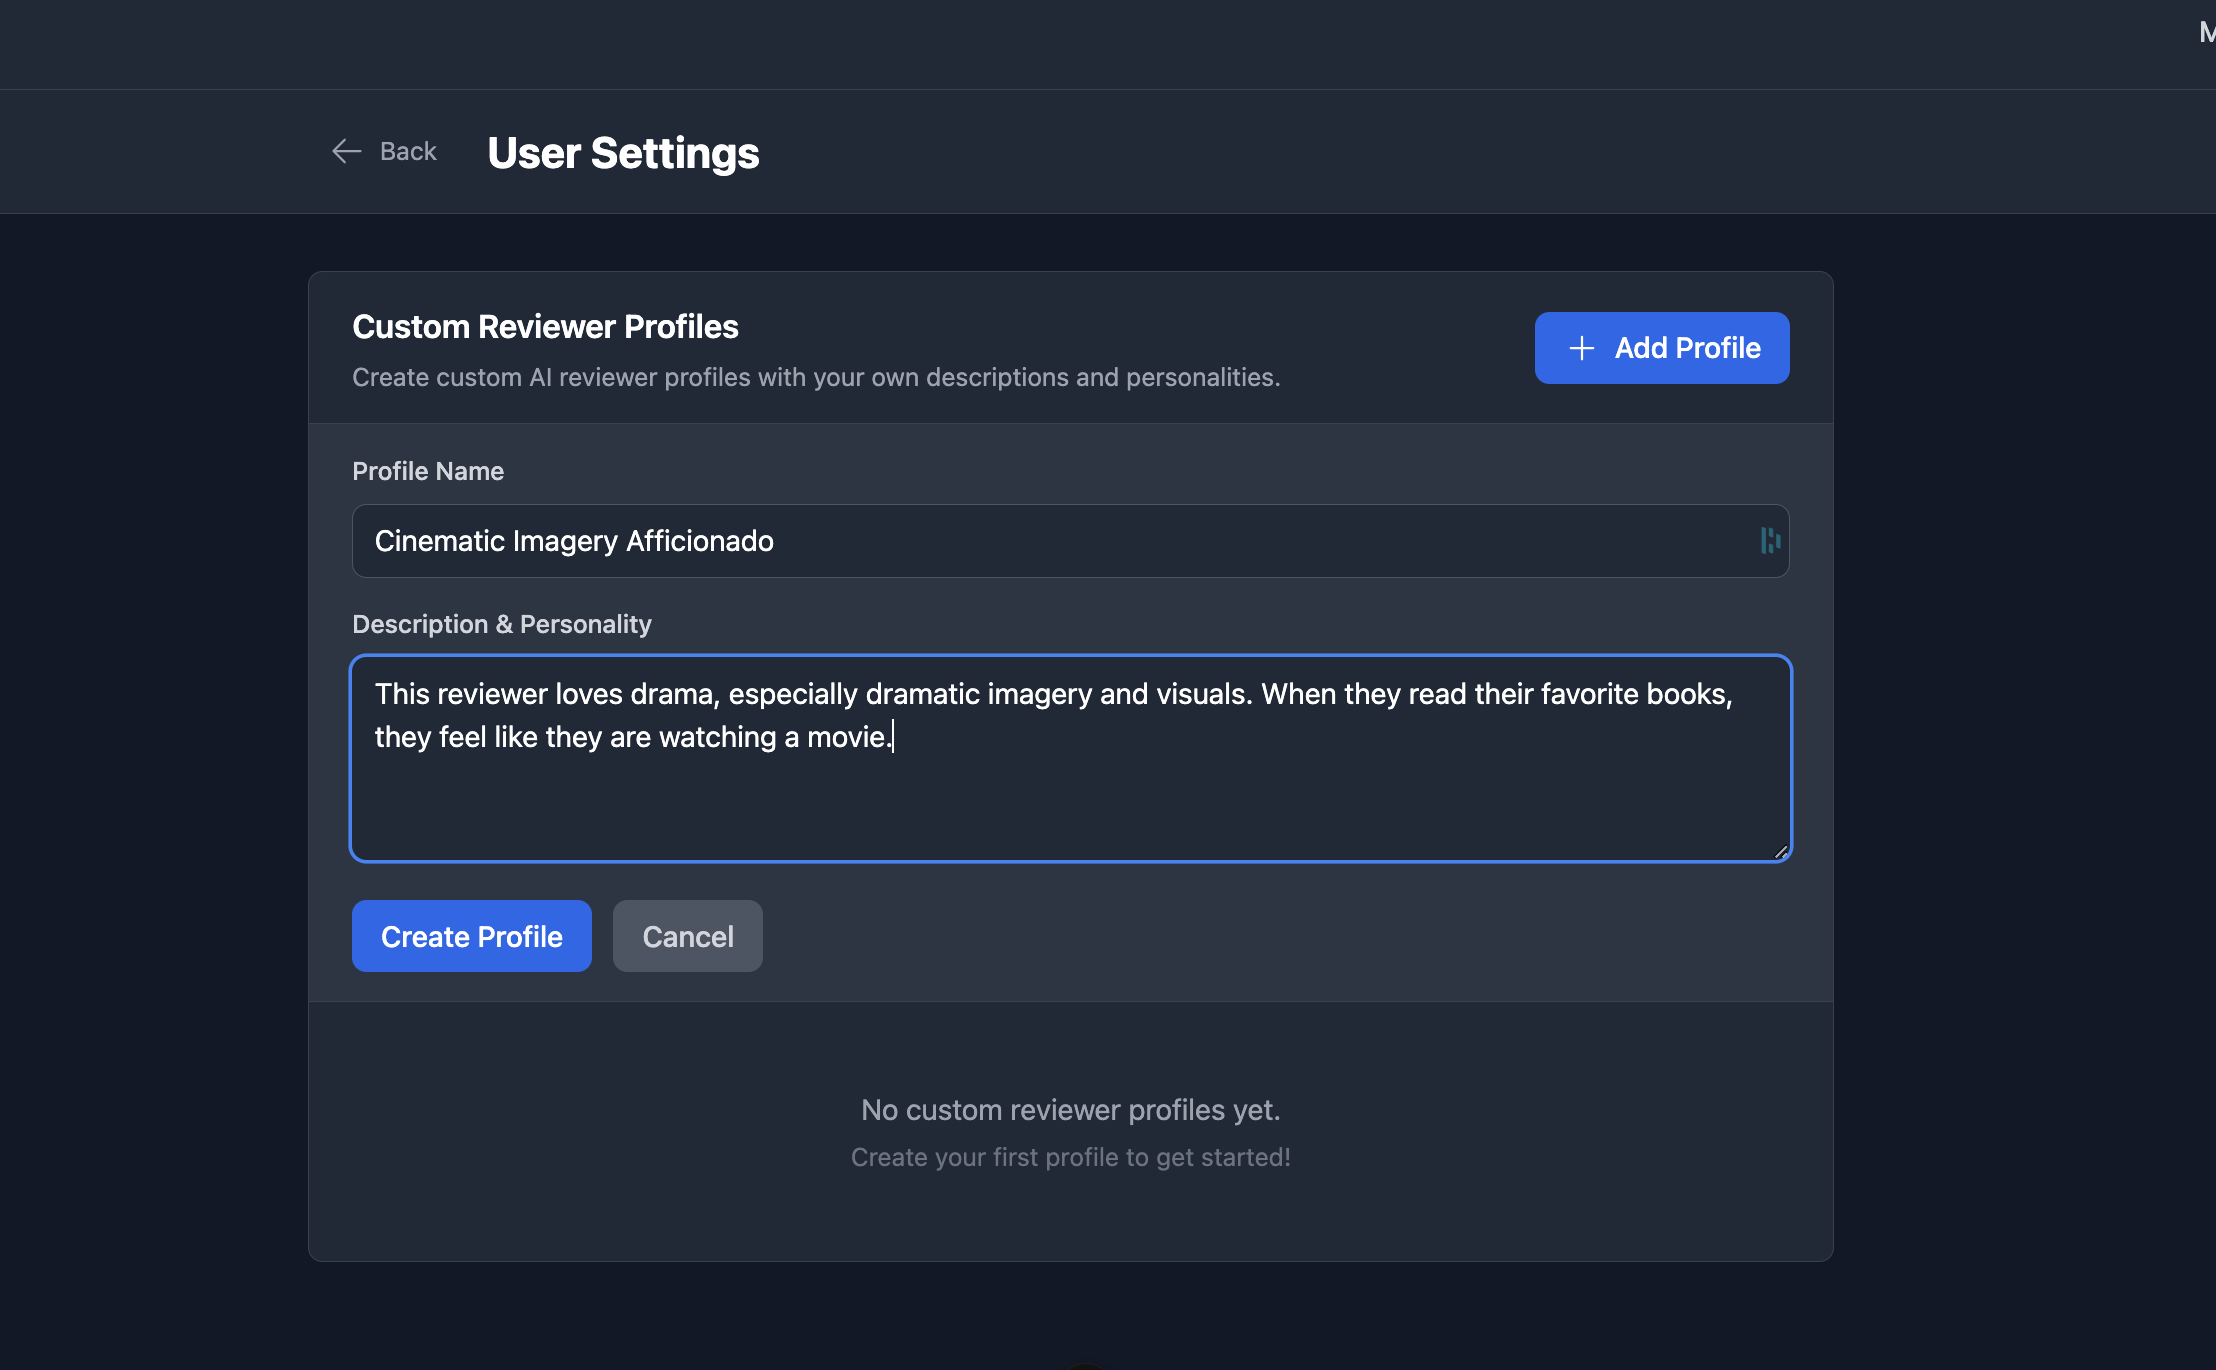 Back
User Settings
Custom Reviewer Profiles
Create custom AI reviewer profiles with your own descriptions and personalities.
Add Profile
Profile Name
Cinematic Imagery Afficionado
Description & Personality
This reviewer loves drama, especially dramatic imagery and visuals. When they read their favorite books,
they feel like they are watching a movie.
Create Profile
Cancel
No custom reviewer profiles yet.
Create your first profile to get started!